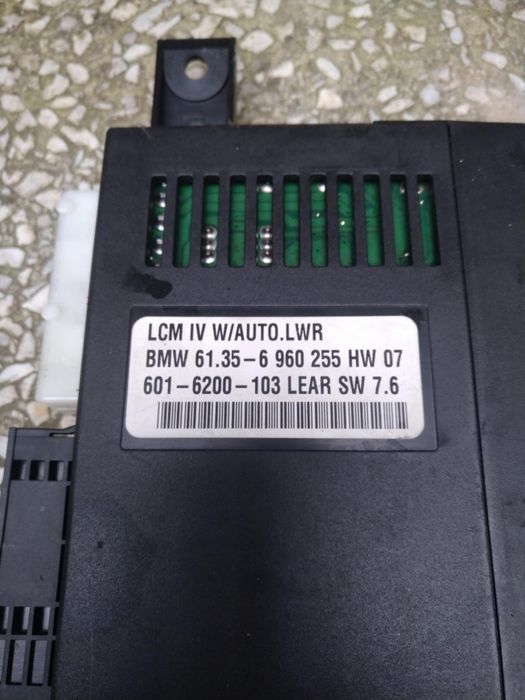 LCM IV W/AUTO.LWR
BMW 61.35-6 960 255 HW 07
601-6200-103 LEAR SW 7.6